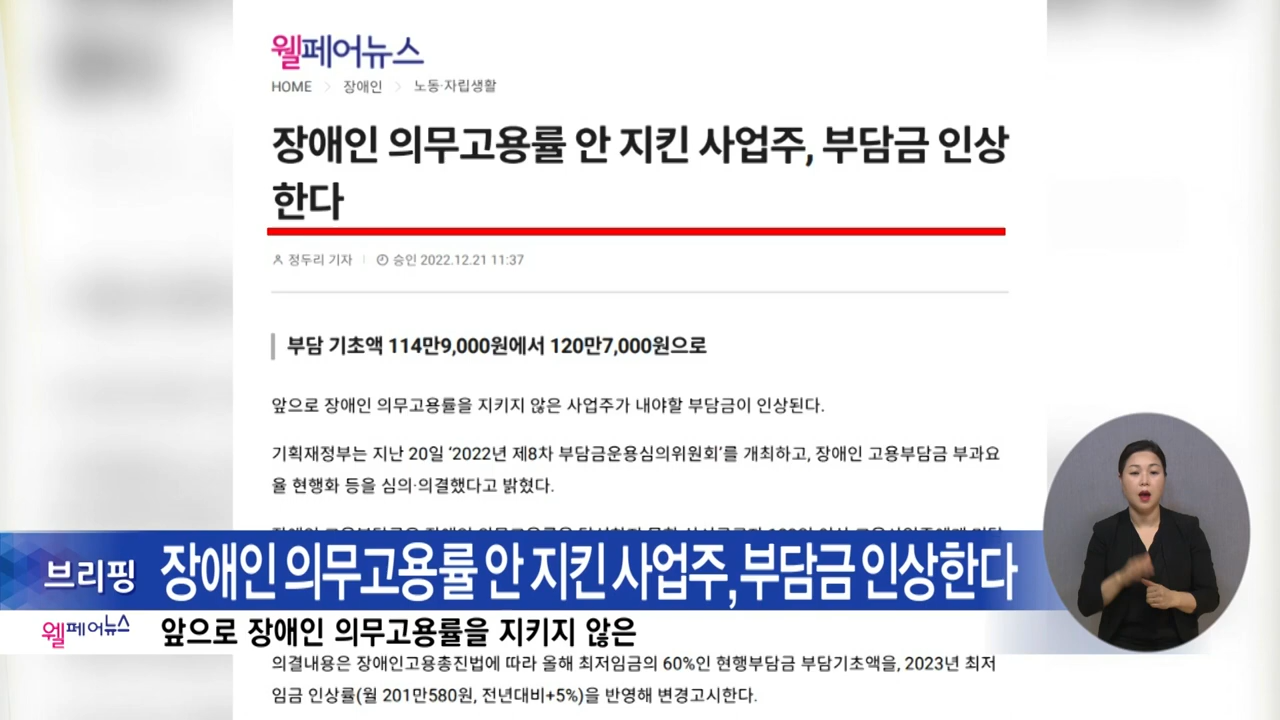 웰페어뉴스
HOME > 장애인 > 노동·자립생활
장애인 의무고용률 안 지킨 사업주, 부담금 인상
한다
정두리 기자 | 승인 2022.12.21 11:37
부담 기초액 114만9,000원에서 120만7,000원으로
앞으로 장애인 의무고용률을 지키지 않은 사업주가 내야할 부담금이 인상된다.
기획재정부는 지난 20일 ‘2022년 제8차 부담금운용심의위원회’를 개최하고, 장애인 고용부담금 부과요
율 현행화 등을 심의·의결했다고 밝혔다.
브리핑 장애인 의무고용률 안 지킨 사업주, 부담금 인상한다
웰페어뉴스 앞으로 장애인 의무고용률을 지키지 않은
의결내용은 장애인고용촉진법에 따라 올해 최저임금의 60%인 현행부담금 부담기초액을, 2023년 최저
임금 인상률(월 201만580원, 전년대비+5%)을 반영해 변경고시한다.